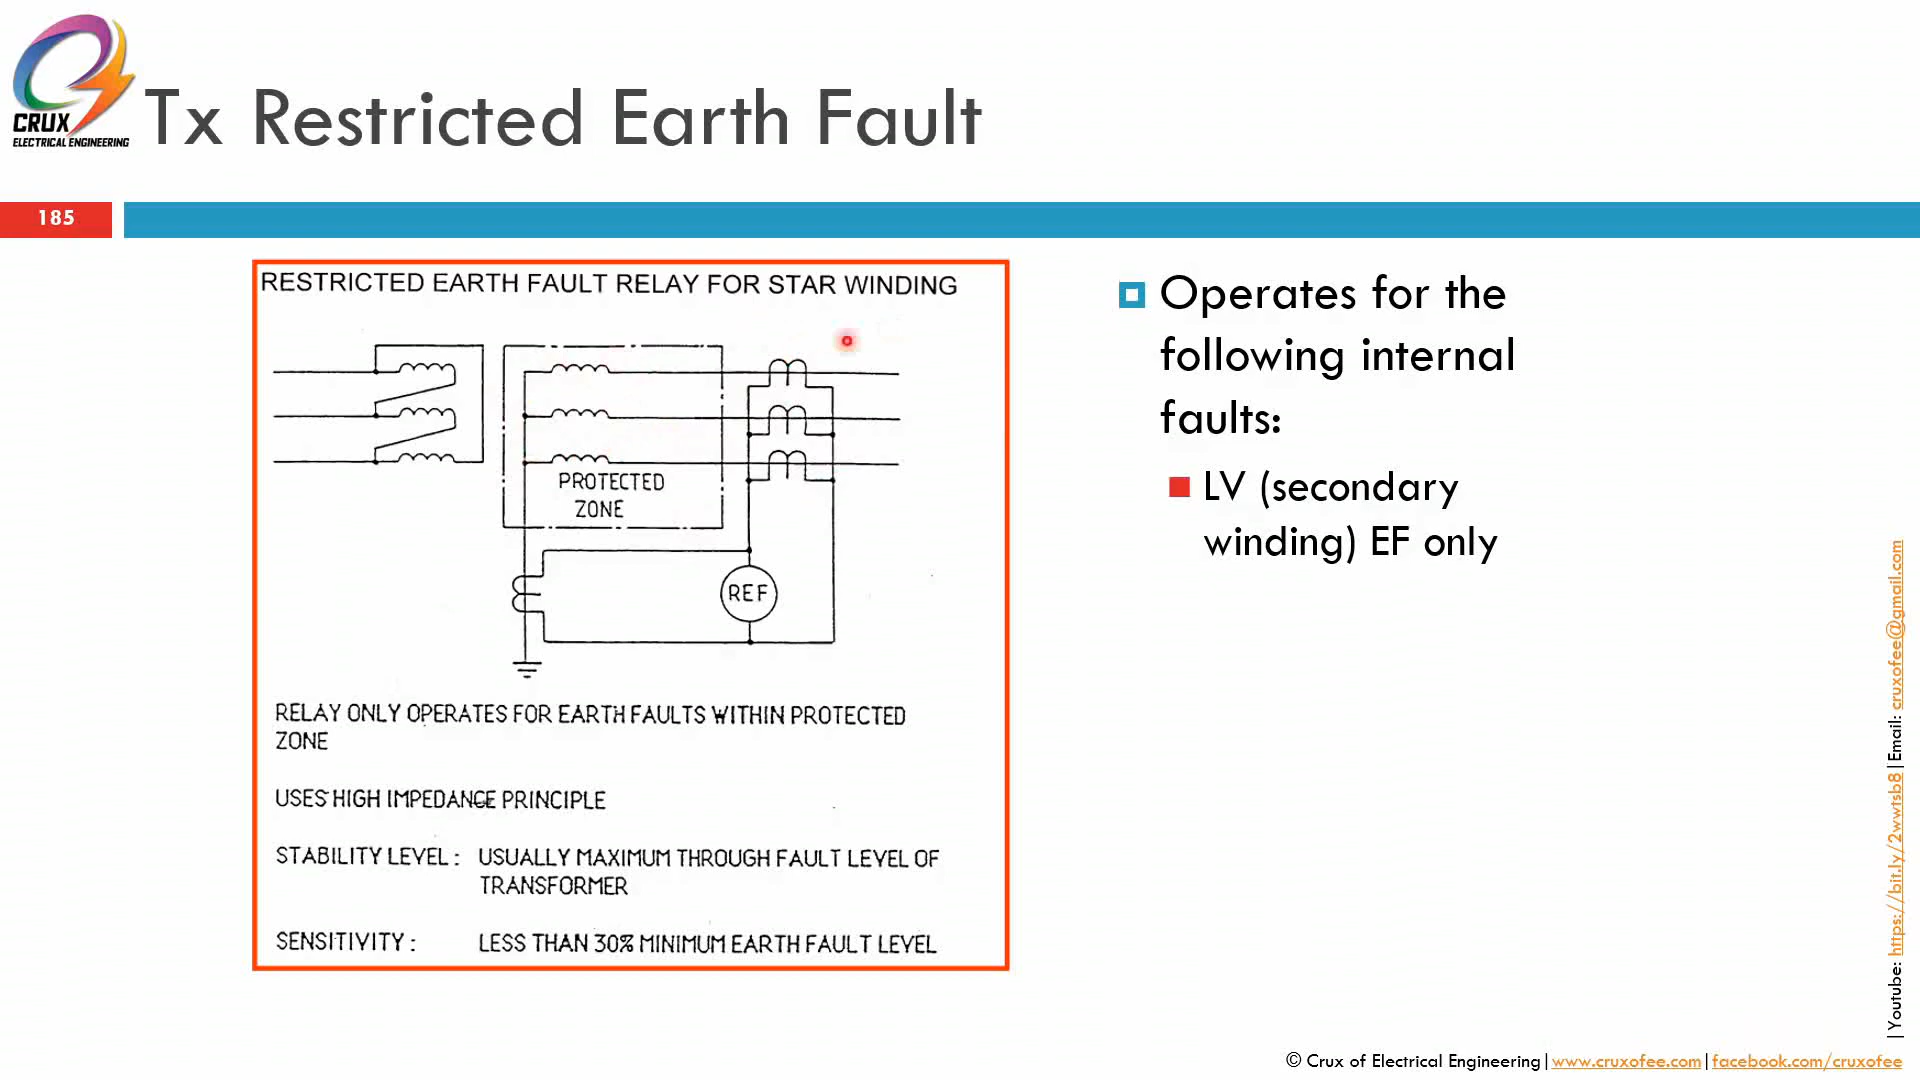 CRUX
ELECTRICAL ENGINEERING
Tx Restricted Earth Fault
185
RESTRICTED EARTH FAULT RELAY FOR STAR WINDING
PROTECTED
ZONE
REF
RELAY ONLY OPERATES FOR EARTH FAULTS WITHIN PROTECTED
ZONE
USES HIGH IMPEDANCE PRINCIPLE
STABILITY LEVEL : USUALLY MAXIMUM THROUGH FAULT LEVEL OF
TRANSFORMER
SENSITIVITY : LESS THAN 30% MINIMUM EARTH FAULT LEVEL
Operates for the
following internal
faults:
LV (secondary
winding) EF only
|Youtube: https://bit.ly/2wwtsb8|Email: cruxofee@gmail.com
© Crux of Electrical Engineering|www.cruxofee.com|facebook.com/cruxofee